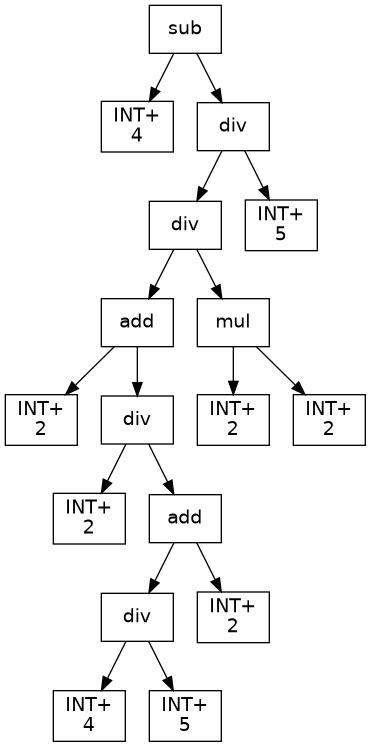 sub
INT+
4
div
div
INT+
5
add
mul
INT+
2
div
INT+
2
INT+
2
INT+
2
add
div
INT+
2
INT+
4
INT+
5